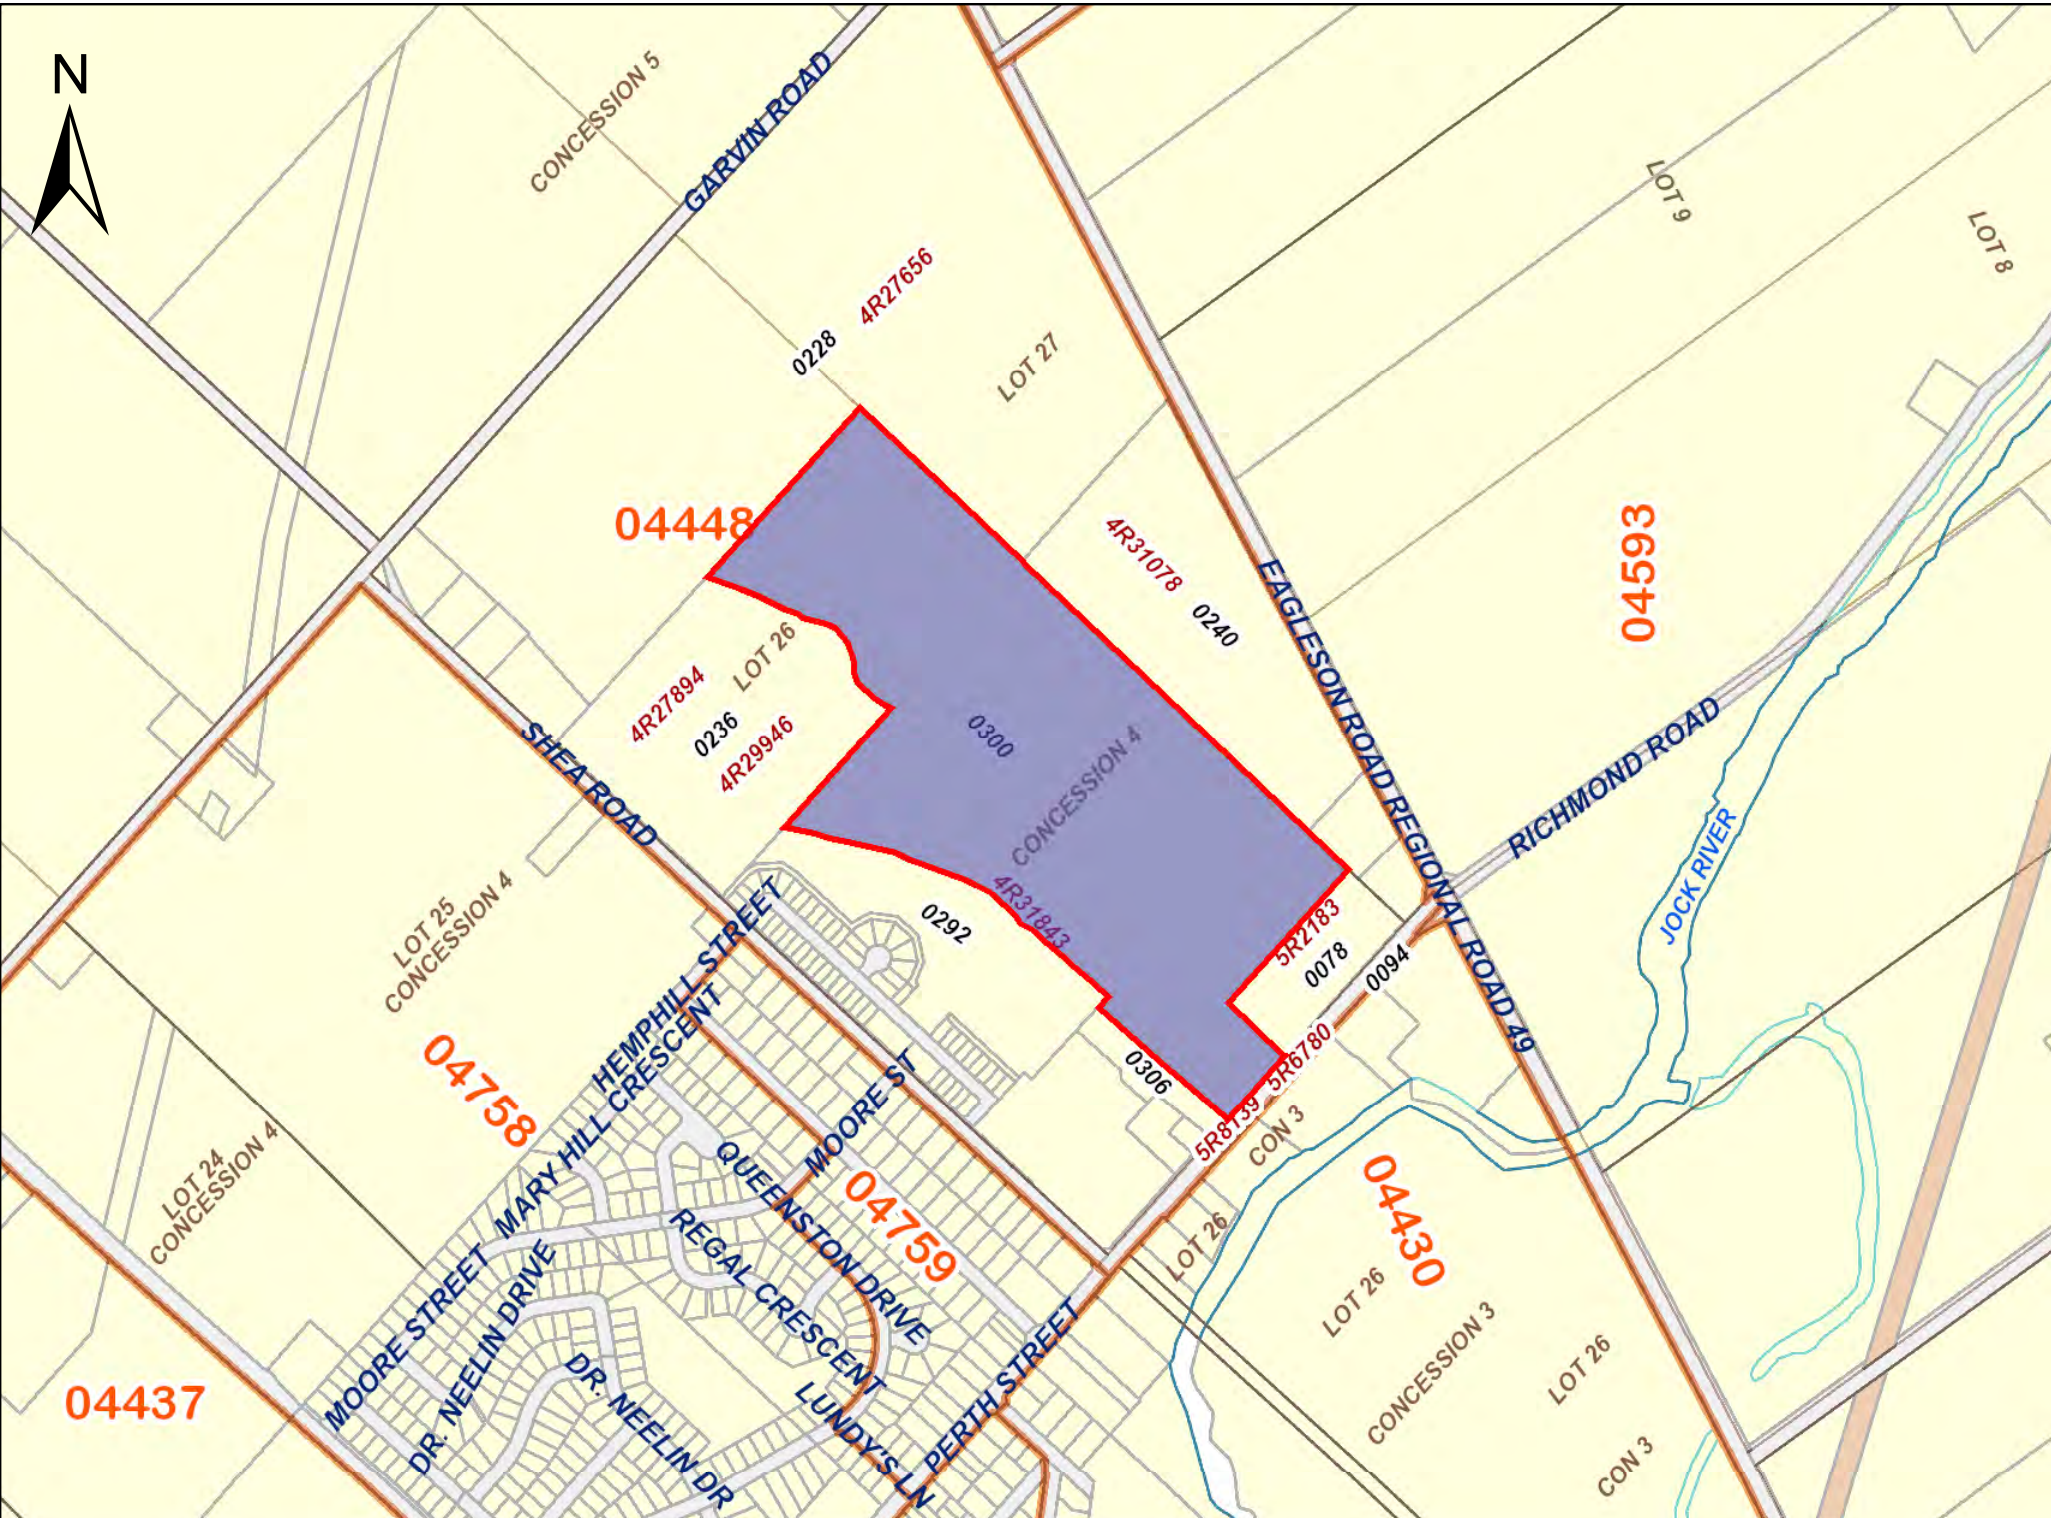 N
CONCESSION 5
GARVIN ROAD
LOT 9
LOT 8
4R27656
0228
LOT 27
04448
4R31078
0240
04593
EAGLESON ROAD REGIONAL ROAD 49
LOT 26
4R27894
0236
4R29946
SHEA ROAD
0300
CONCESSION 4
RICHMOND ROAD
JOCK RIVER
4R31843
0292
5R2183
0078
0094
LOT 25
CONCESSION 4
HEMPHILL STREET
MARY HILL CRESCENT
04758
MOORE ST
0306
5R6780
5R8139
CON 3
LOT 24
CONCESSION 4
QUEENSTON DRIVE
04759
04430
REGAL CRESCENT
LOT 26
LOT 26
CONCESSION 3
LOT 26
CON 3
MOORE STREET
DR. NEELIN DRIVE
DR. NEELIN DR
LUNDY'S LN
PERTH STREET
04437